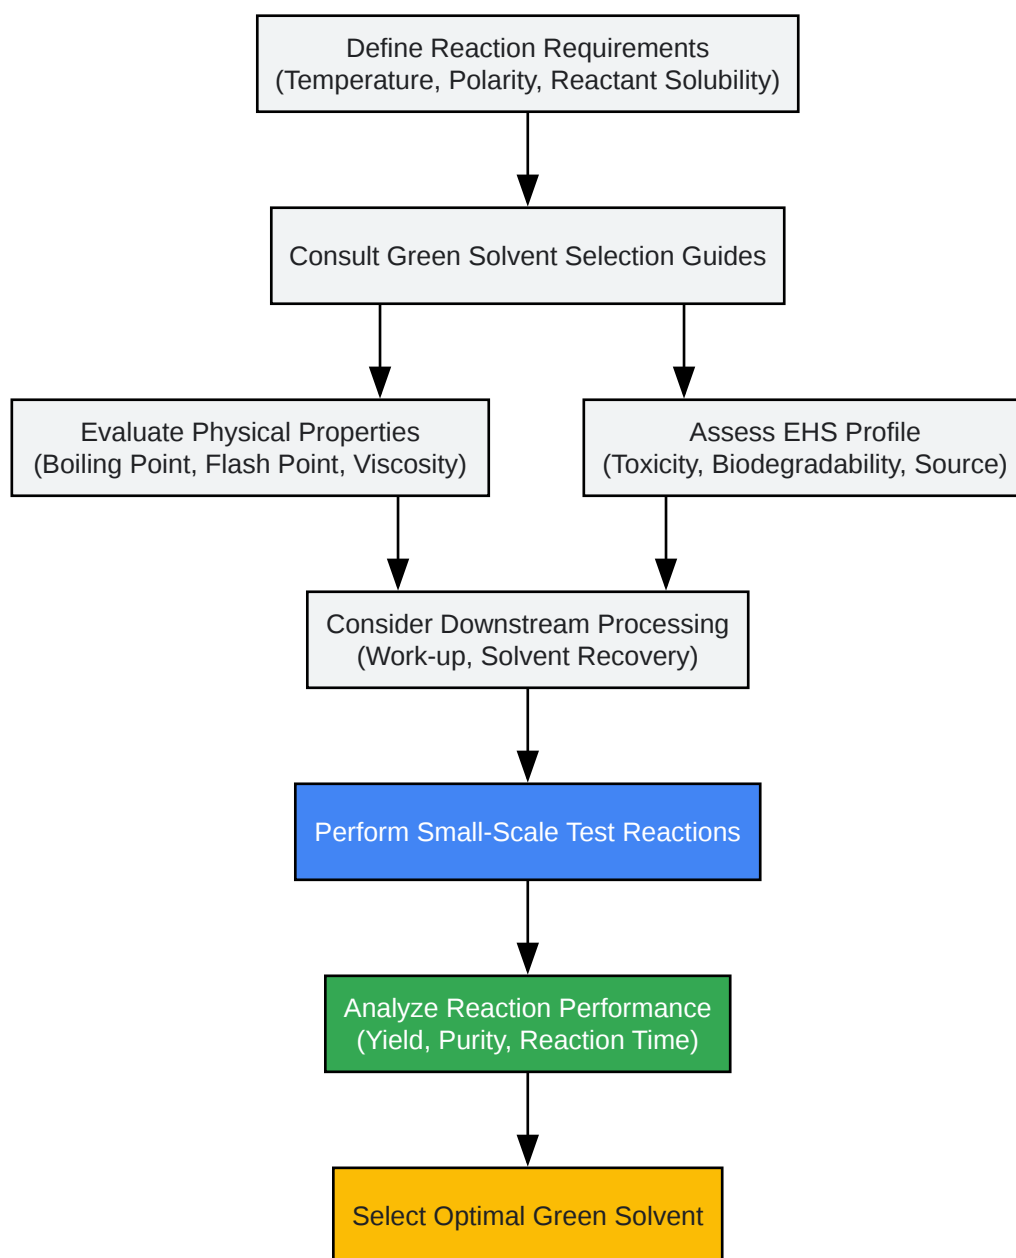 Define Reaction Requirements
(Temperature, Polarity, Reactant Solubility)
Consult Green Solvent Selection Guides
Evaluate Physical Properties
(Boiling Point, Flash Point, Viscosity)
Assess EHS Profile
(Toxicity, Biodegradability, Source)
Consider Downstream Processing
(Work-up, Solvent Recovery)
Perform Small-Scale Test Reactions
Analyze Reaction Performance
(Yield, Purity, Reaction Time)
Select Optimal Green Solvent